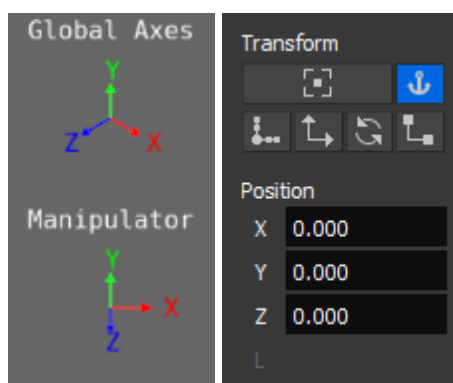 Global Axes
Y
Z X
Manipulator
Y
X
Z
Transform
Position
X 0.000
Y 0.000
Z 0.000
L